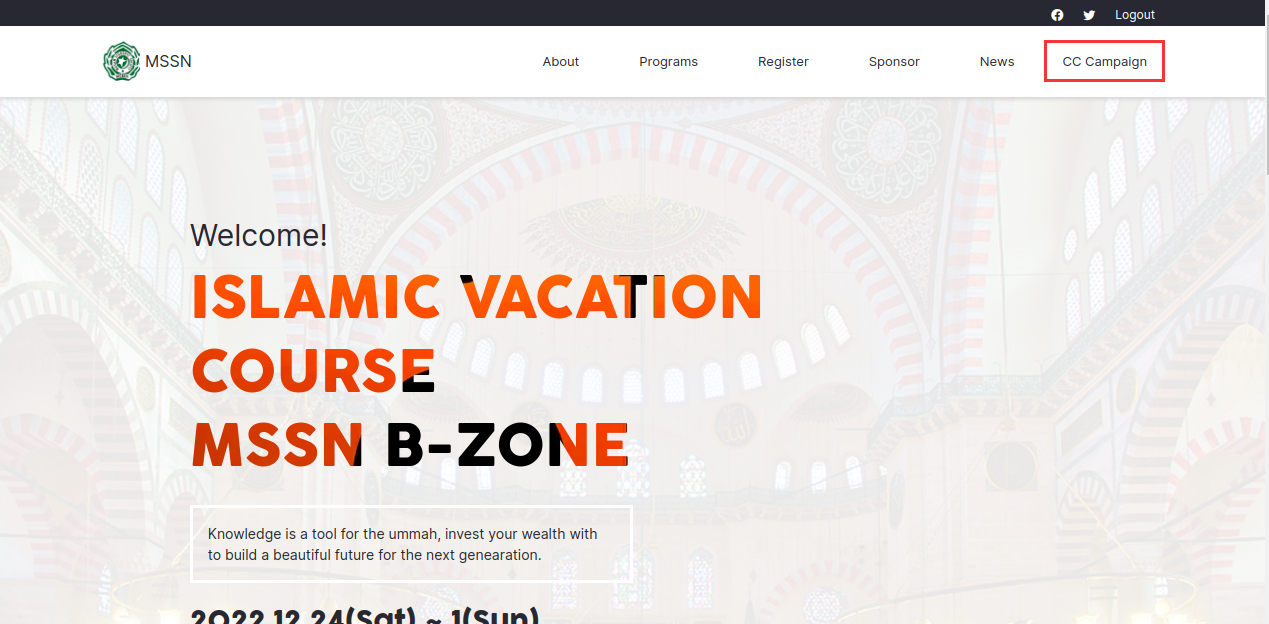 Logout
MSSN
About Programs Register Sponsor News CC Campaign
Welcome!
ISLAMIC VACATION
COURSE
MSSN B-ZONE
Knowledge is a tool for the ummah, invest your wealth with
to build a beautiful future for the next genearation.
2022.12.24(Sat) ~ 1(Sun)